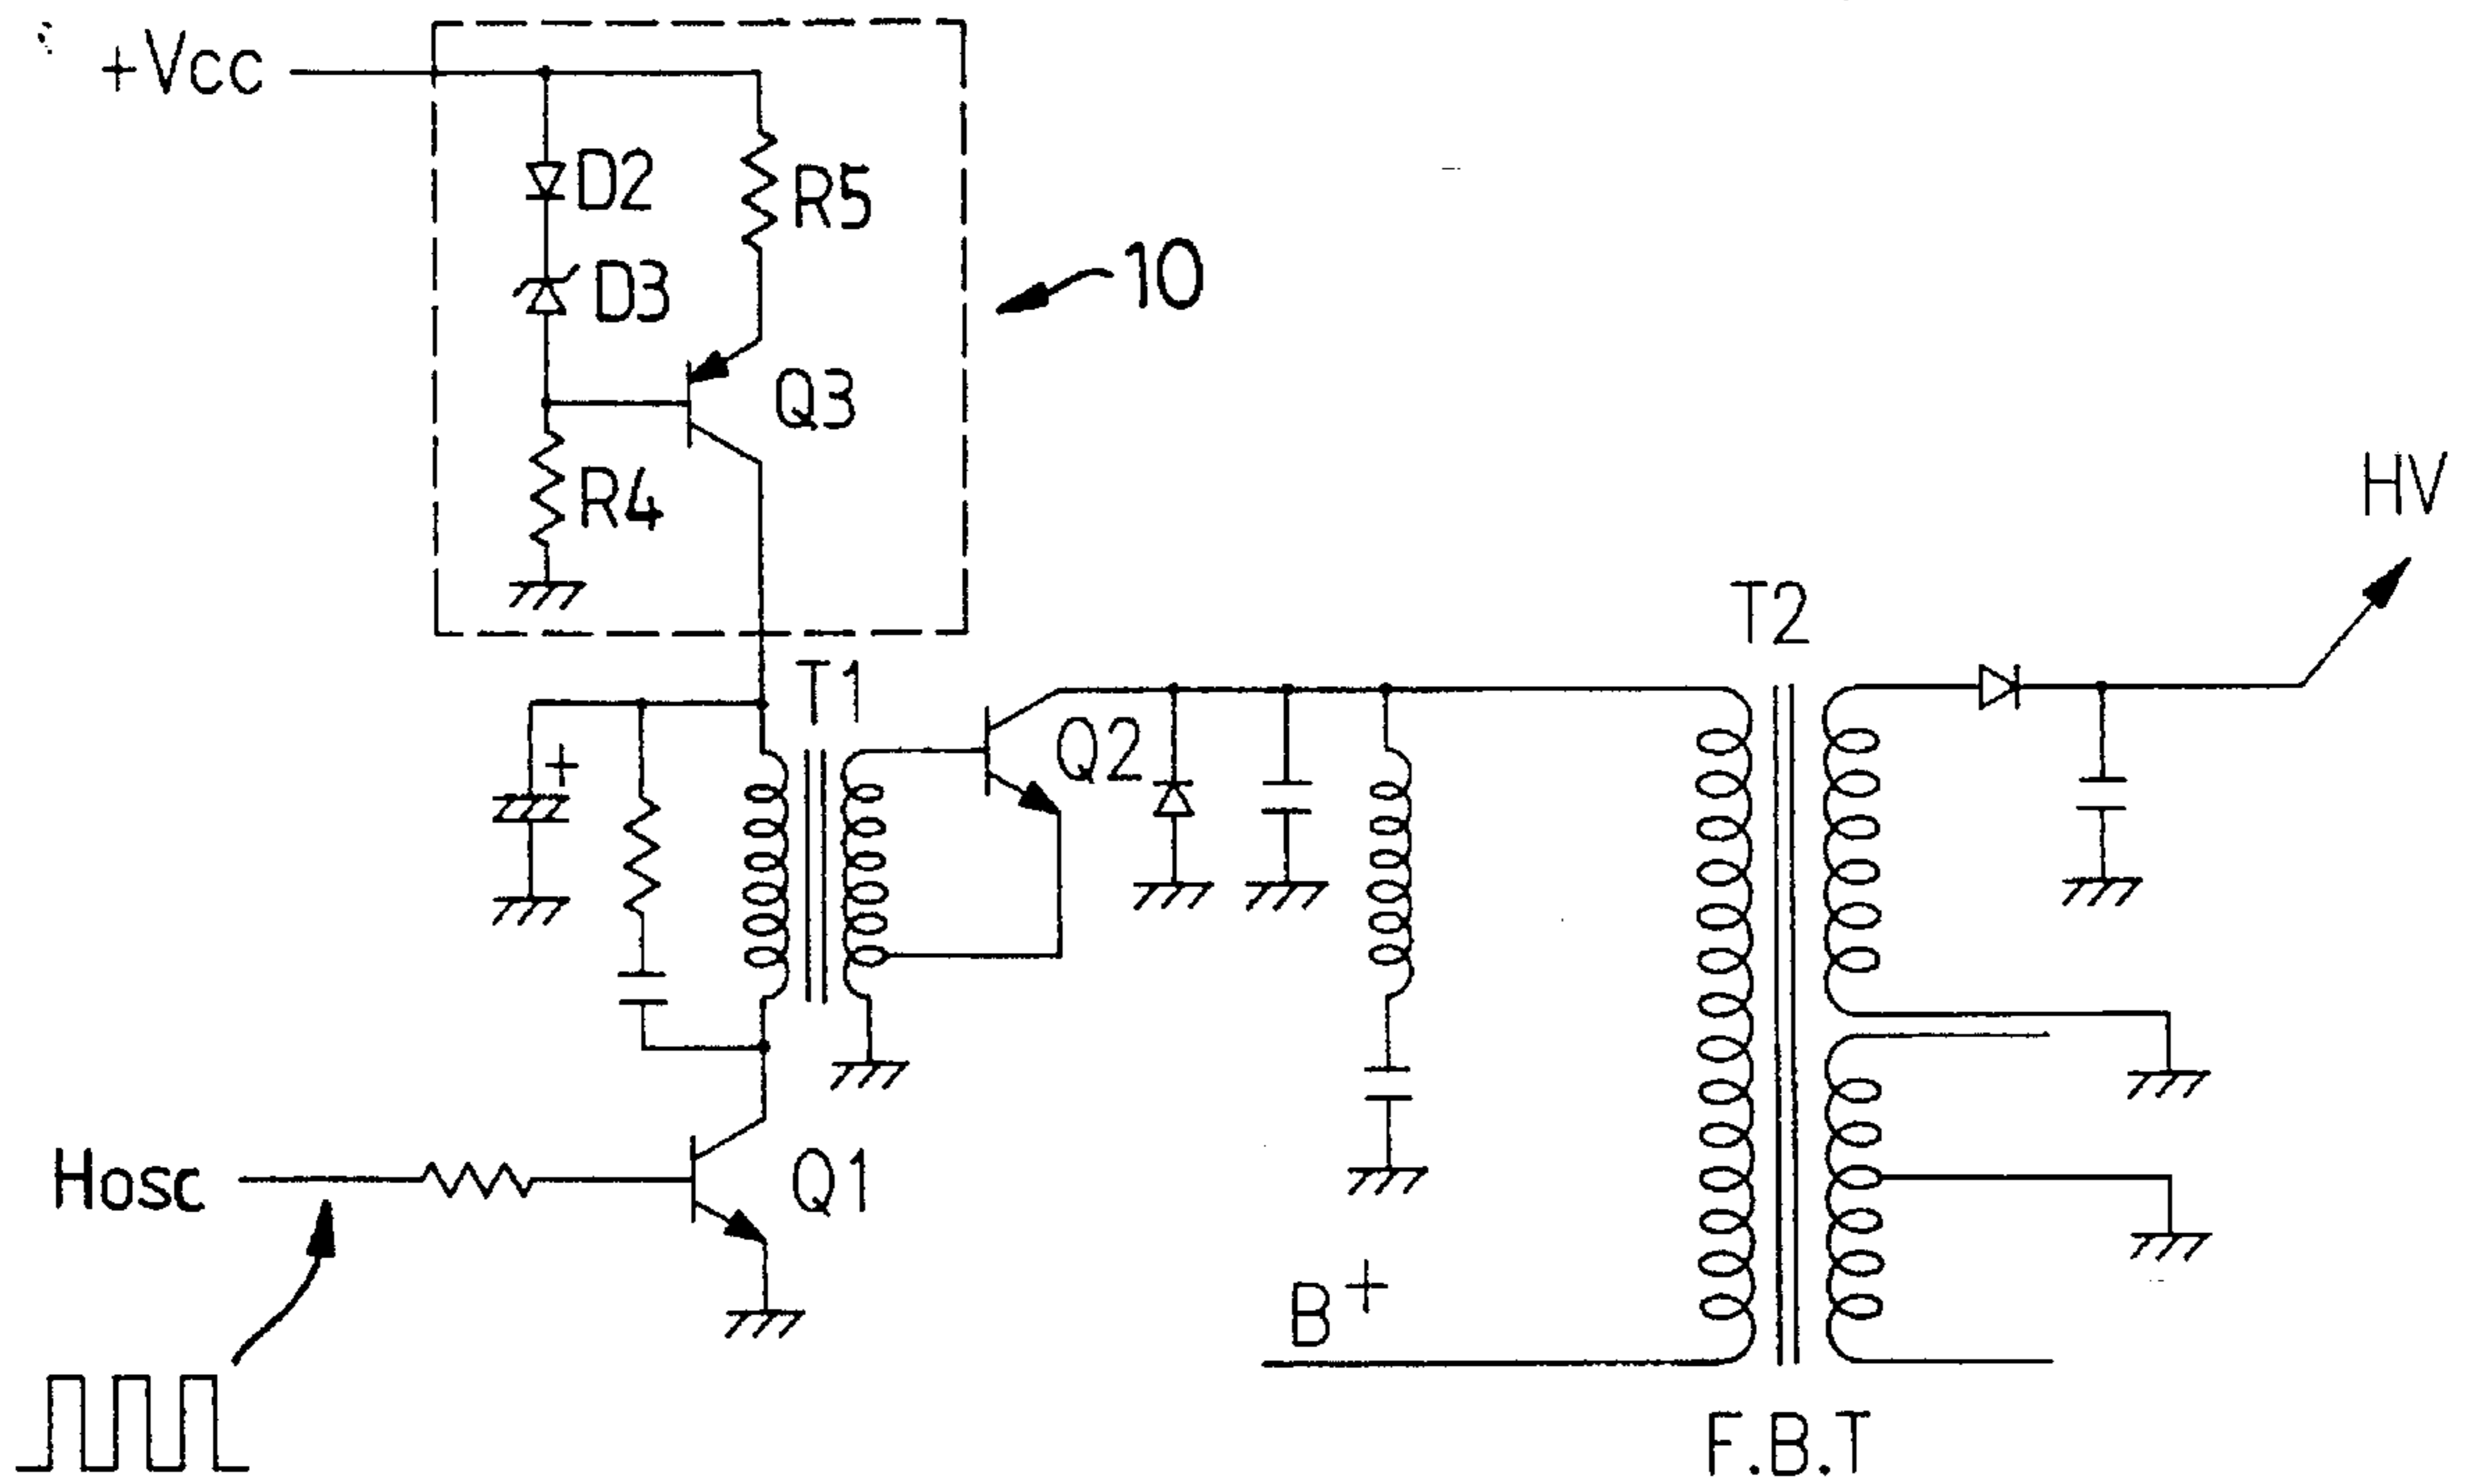 +Vcc
D2
R5
D3
10
Q3
R4
HV
T2
T1
+
Q2
Hosc
Q1
B+
F.B.T